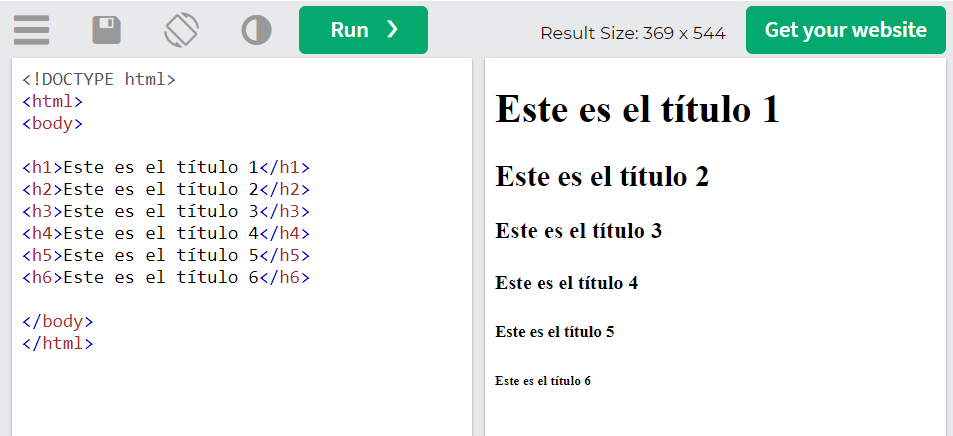 Run ❯
Result Size: 369 x 544
Get your website
<!DOCTYPE html>
<html>
<body>
<h1>Este es el título 1</h1>
<h2>Este es el título 2</h2>
<h3>Este es el título 3</h3>
<h4>Este es el título 4</h4>
<h5>Este es el título 5</h5>
<h6>Este es el título 6</h6>
</body>
</html>
Este es el título 1
Este es el título 2
Este es el título 3
Este es el título 4
Este es el título 5
Este es el título 6